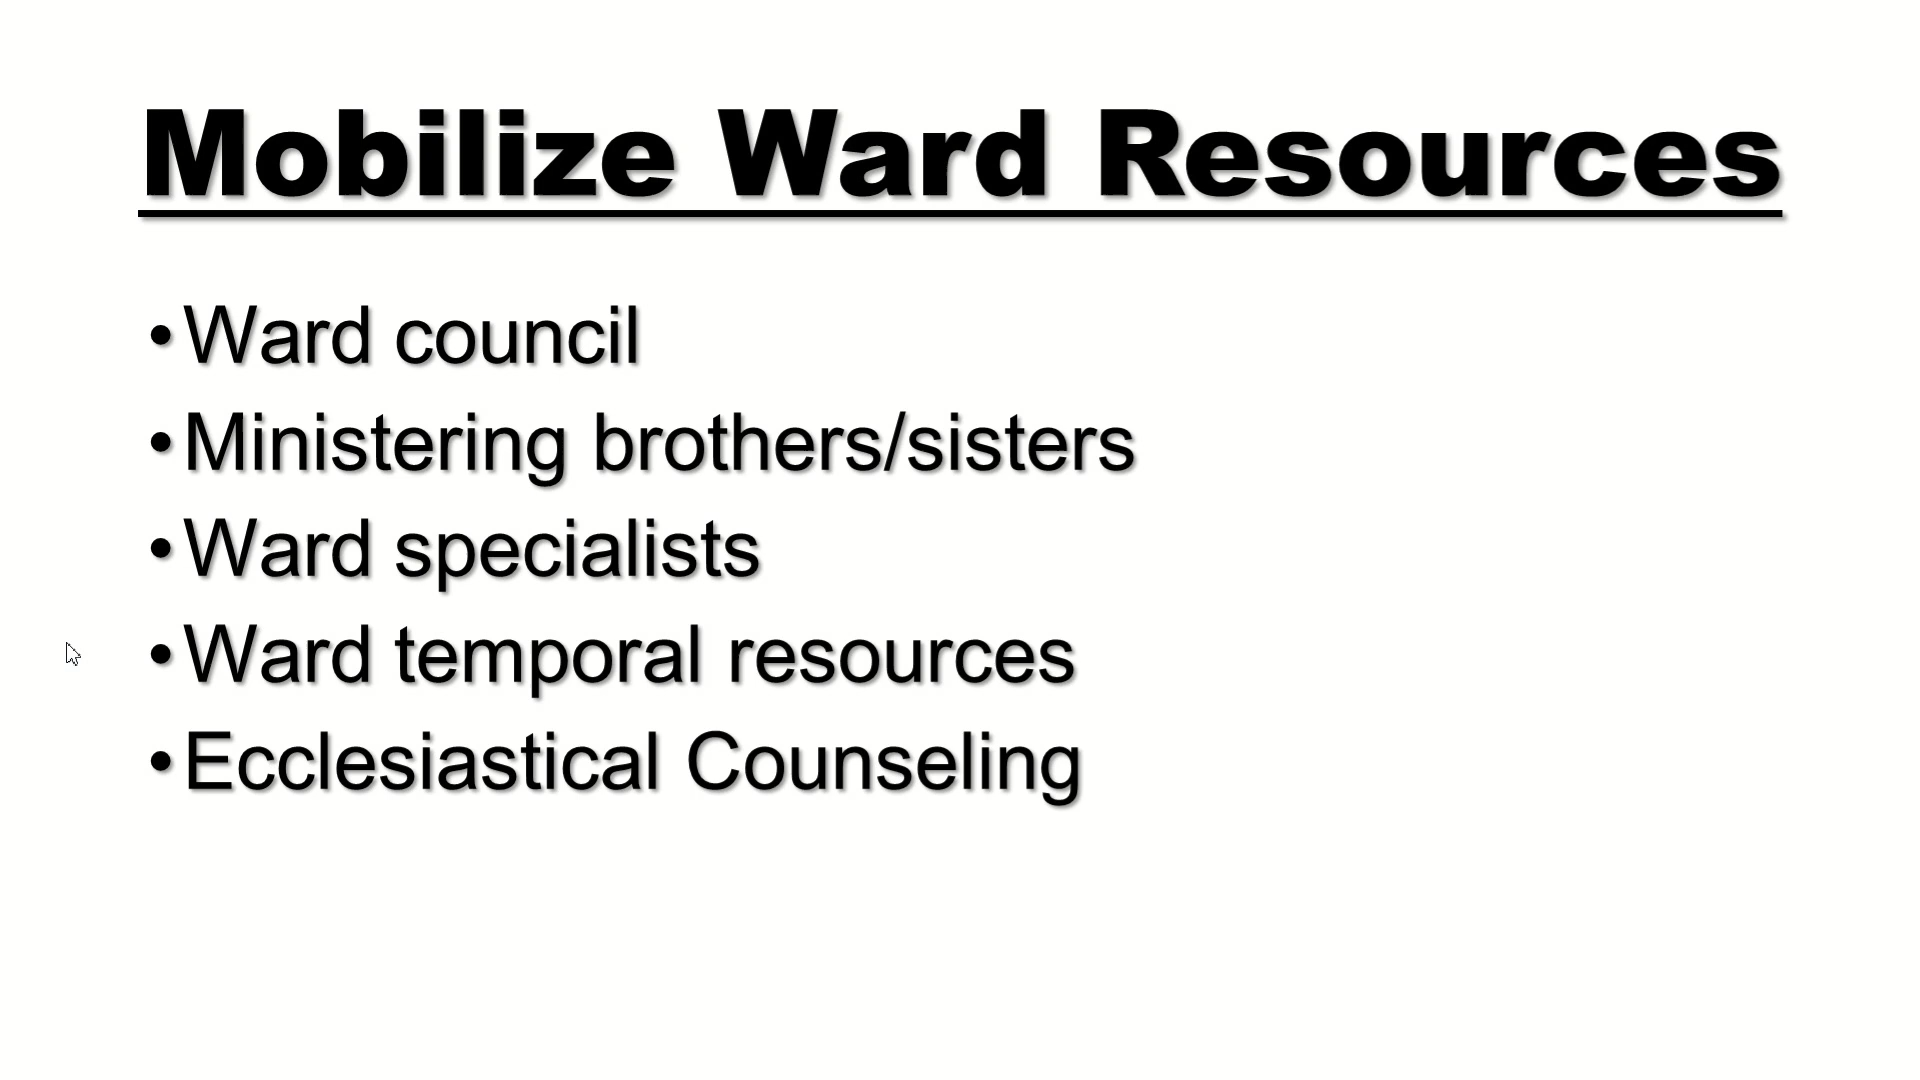 Mobilize Ward Resources
•Ward council
•Ministering brothers/sisters
•Ward specialists
•Ward temporal resources
•Ecclesiastical Counseling